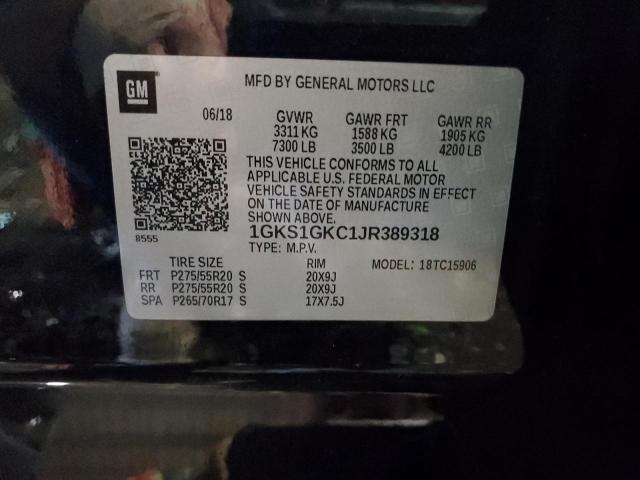 GM
MFD BY GENERAL MOTORS LLC
06/18 GVWR GAWR FRT GAWR RR
3311 KG 1588 KG 1905 KG
7300 LB 3500 LB 4200 LB
THIS VEHICLE CONFORMS TO ALL
APPLICABLE U.S. FEDERAL MOTOR
VEHICLE SAFETY STANDARDS IN EFFECT
ON THE DATE OF MANUFACTURE
SHOWN ABOVE.
8555
1GKS1GKC1JR389318
TYPE: M.P.V.
TIRE SIZE RIM MODEL: 18TC15906
FRT P275/55R20 S 20X9J
RR P275/55R20 S 20X9J
SPA P265/70R17 S 17X7.5J